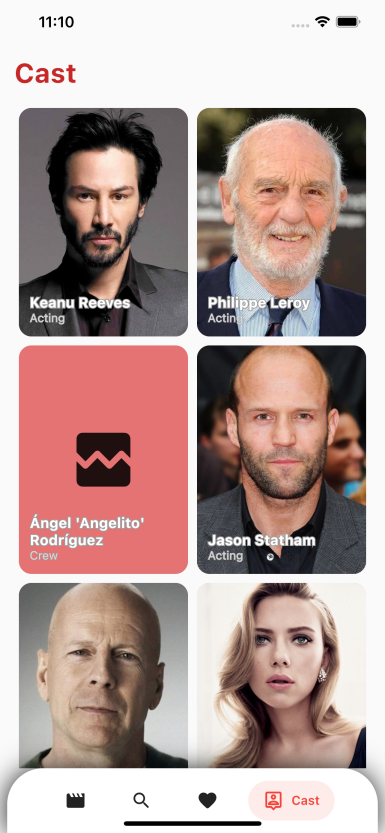 11:10
Cast
Keanu Reeves
Acting
Philippe Leroy
Acting
Ángel 'Angelito'
Rodríguez
Crew
Jason Statham
Acting
Cast